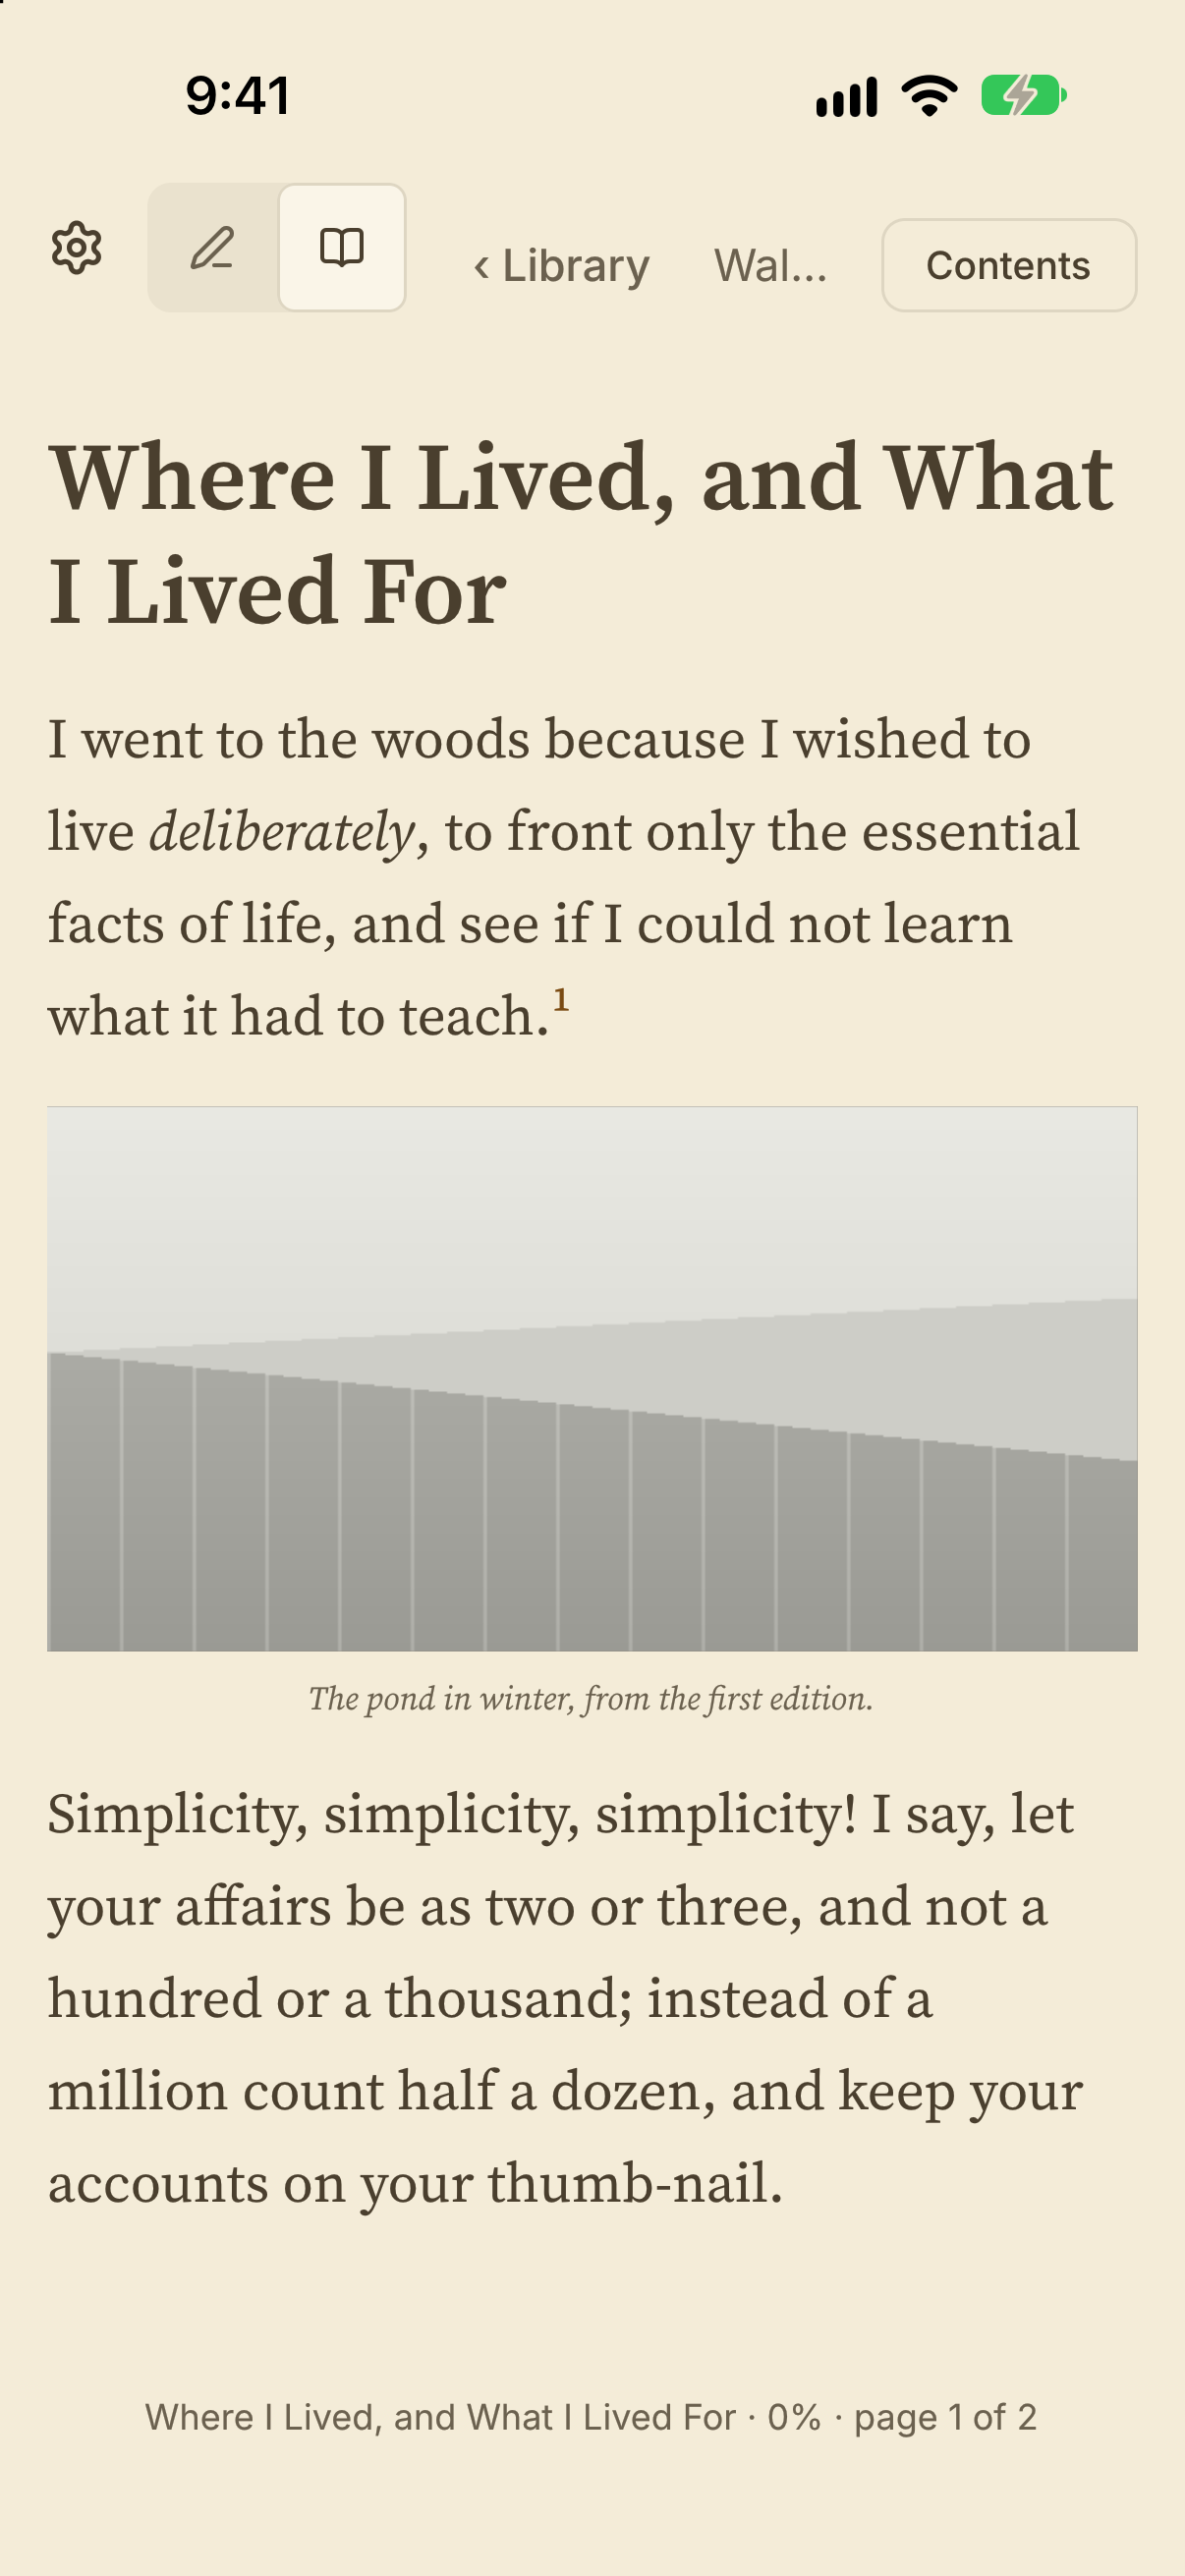 9:41
‹ Library
Wal...
Contents
Where I Lived, and What
I Lived For
I went to the woods because I wished to
live deliberately, to front only the essential
facts of life, and see if I could not learn
what it had to teach.¹
The pond in winter, from the first edition.
Simplicity, simplicity, simplicity! I say, let
your affairs be as two or three, and not a
hundred or a thousand; instead of a
million count half a dozen, and keep your
accounts on your thumb-nail.
Where I Lived, and What I Lived For · 0% · page 1 of 2